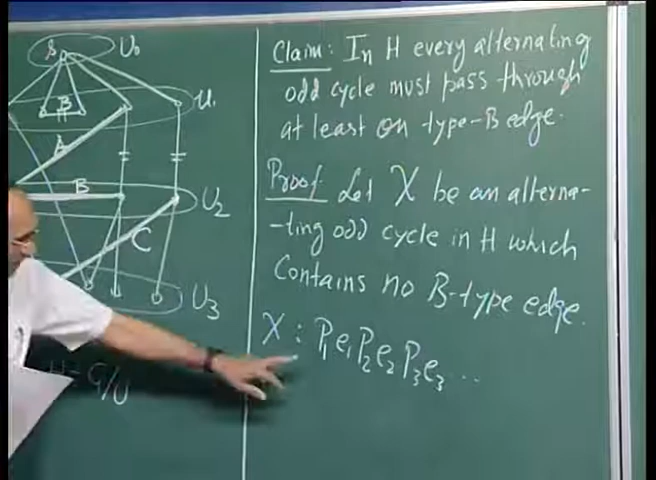 S
U₀
B
U₁
A
B
U₂
C
U₃
G/U
Claim: In H every alternating
odd cycle must pass through
at least on type-B edge.
Proof. Let X be an alterna-
-ting odd cycle in H which
Contains no B-type edge.
X : P₁e₁P₂e₂P₃e₃ ...